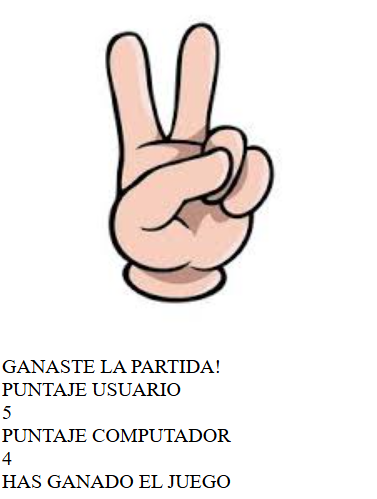 GANASTE LA PARTIDA!
PUNTAJE USUARIO
5
PUNTAJE COMPUTADOR
4
HAS GANADO EL JUEGO